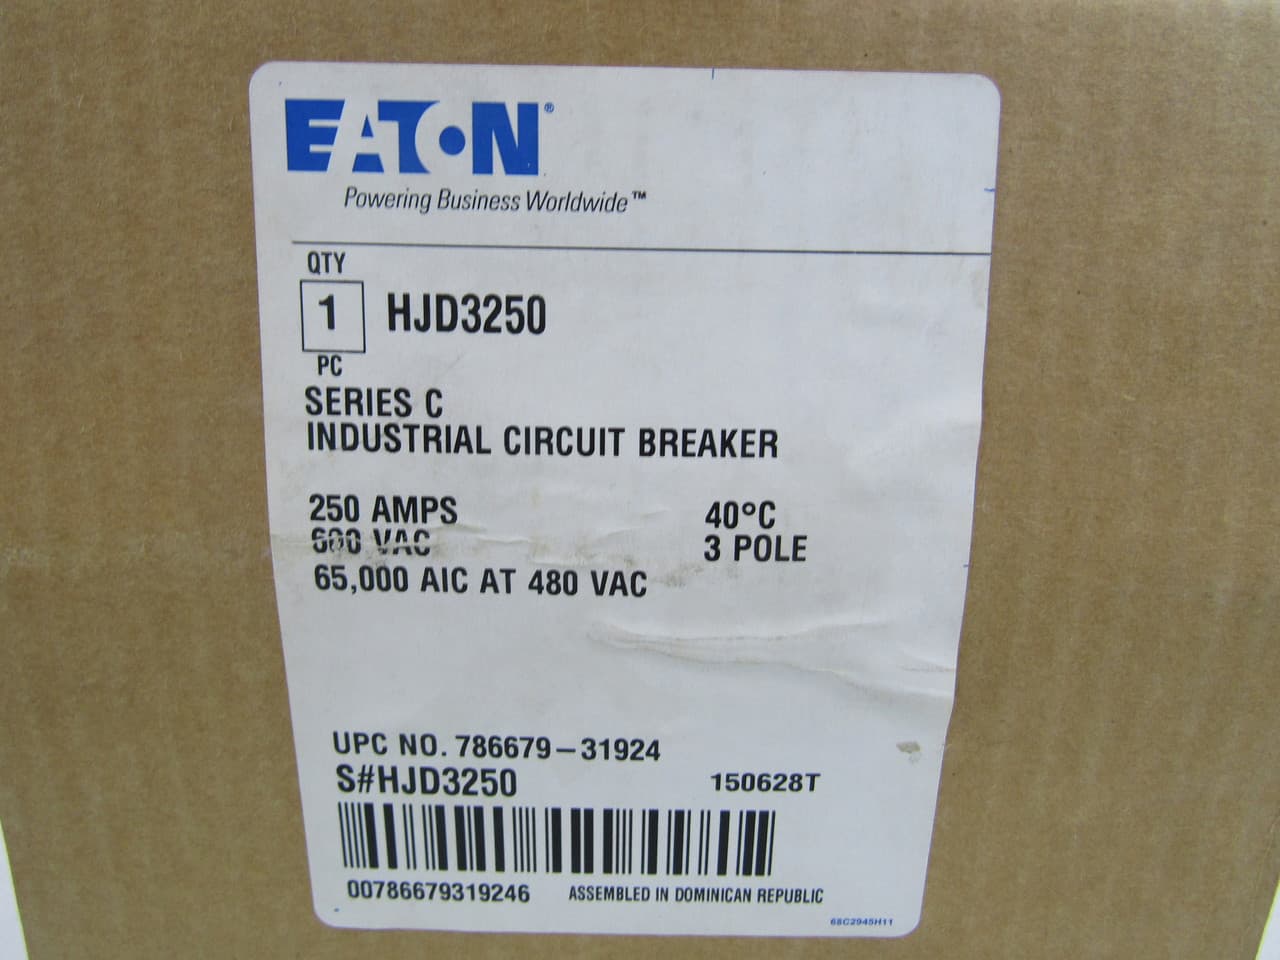 EATON®
Powering Business Worldwide™
QTY
1 HJD3250
PC
SERIES C
INDUSTRIAL CIRCUIT BREAKER
250 AMPS 40°C
600 VAC 3 POLE
65,000 AIC AT 480 VAC
UPC NO. 786679-31924
S#HJD3250 150628T
00786679319246 ASSEMBLED IN DOMINICAN REPUBLIC
68C2945H11